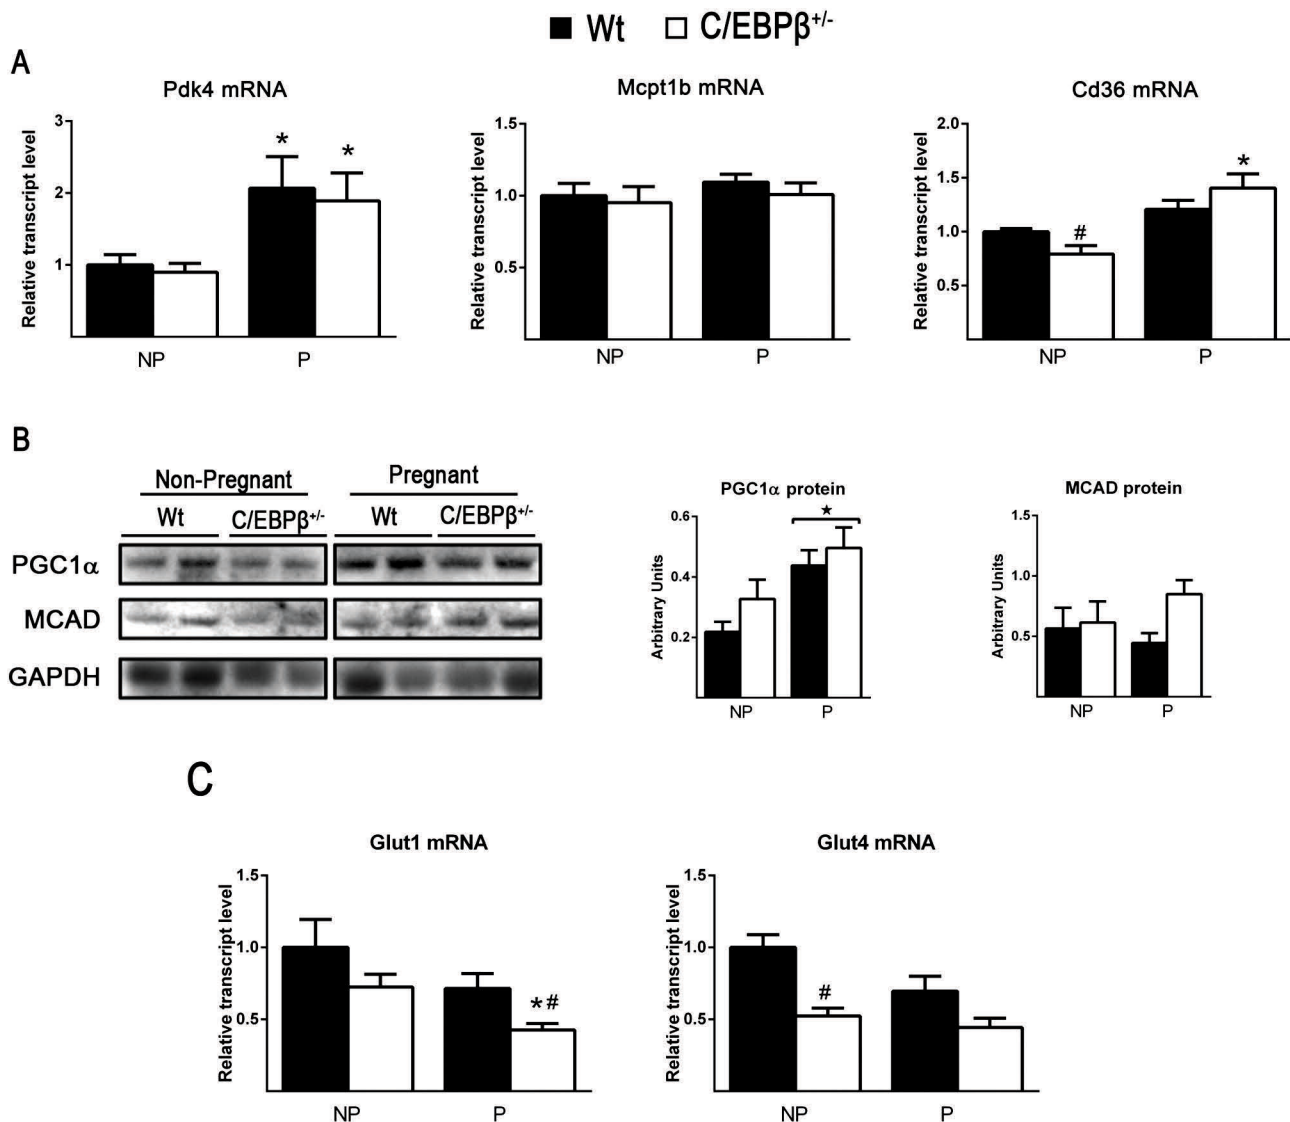 Wt C/EBPβ+/-
A
Pdk4 mRNA
Relative transcript level
3
2
1
* *
NP P
Mcpt1b mRNA
Relative transcript level
1.5
1.0
0.5
NP P
Cd36 mRNA
Relative transcript level
2.0
1.5
1.0
0.5
# *
NP P
B
Non-Pregnant Pregnant
Wt C/EBPβ+/- Wt C/EBPβ+/-
PGC1α
MCAD
GAPDH
PGC1α protein
Arbitrary Units
0.6
0.4
0.2
★
NP P
MCAD protein
Arbitrary Units
1.5
1.0
0.5
NP P
C
Glut1 mRNA
Relative transcript level
1.5
1.0
0.5
*#
NP P
Glut4 mRNA
Relative transcript level
1.5
1.0
0.5
#
NP P